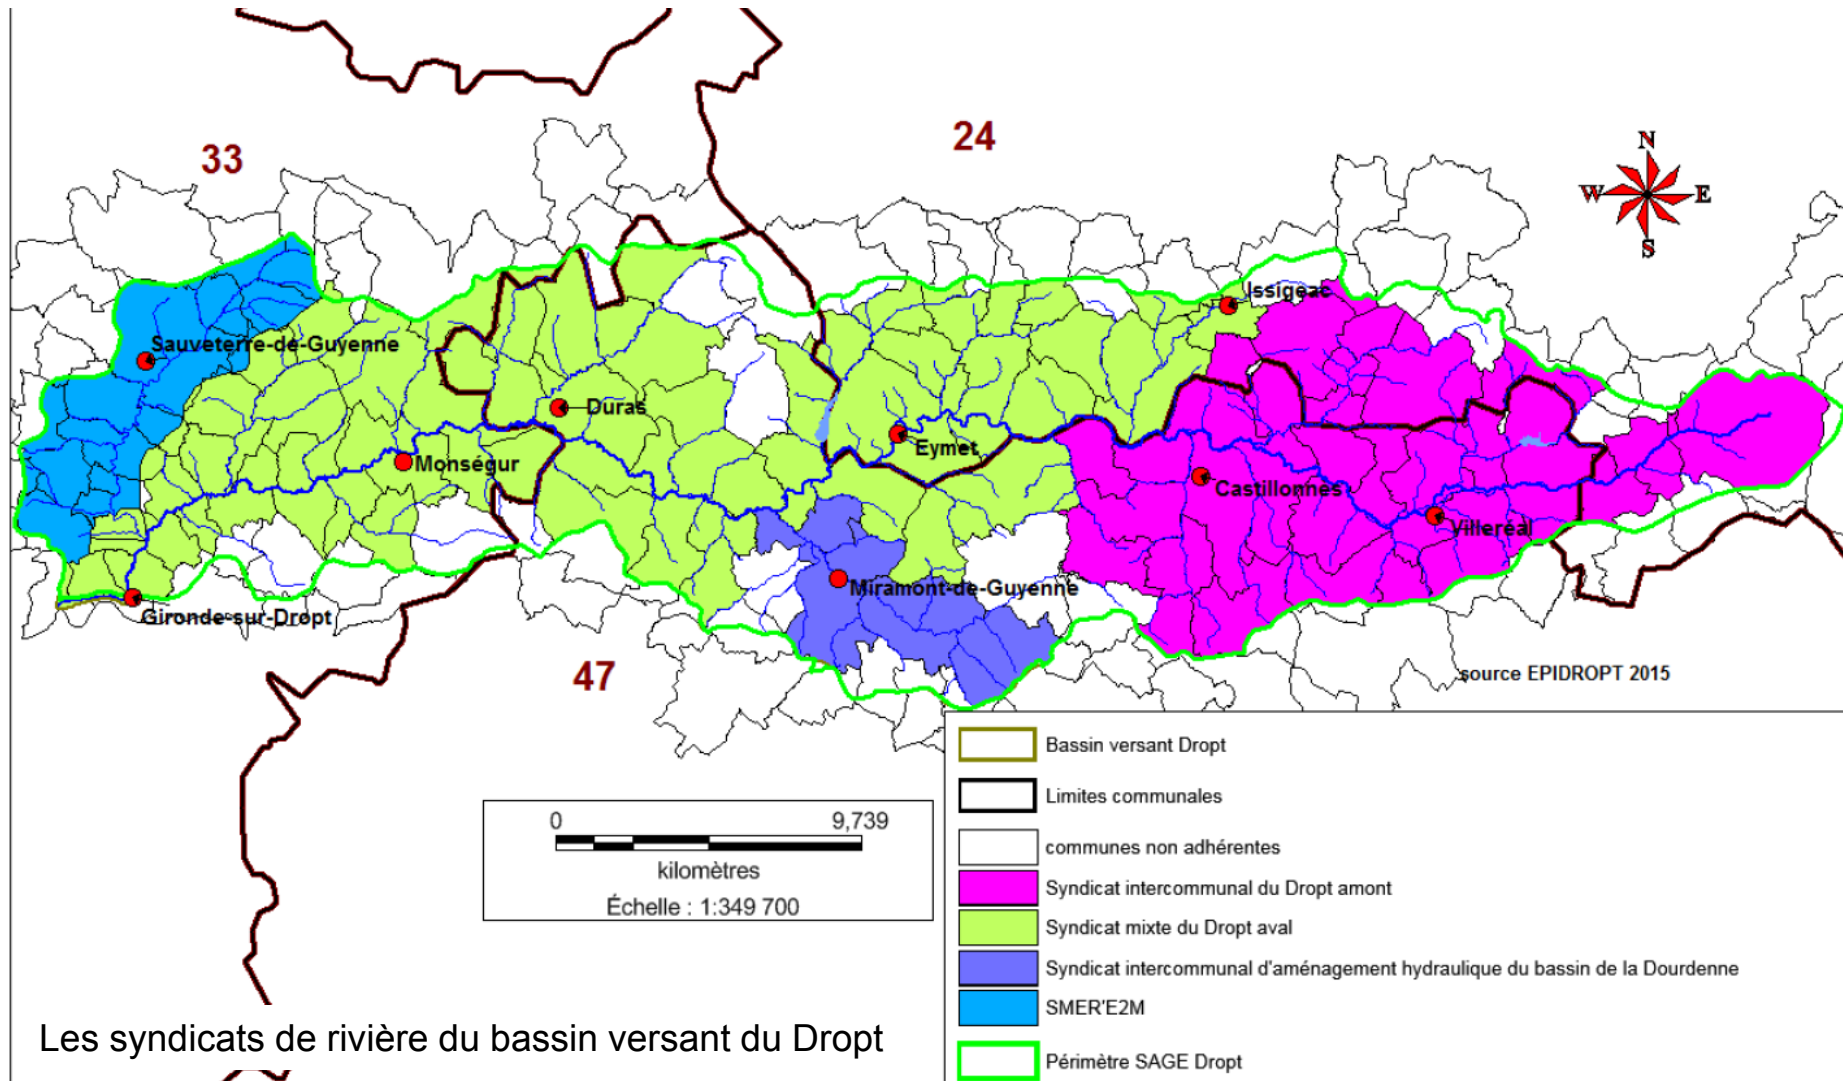 33
24
N
W
E
S
Issigeac
Sauveterre-de-Guyenne
Duras
Eymet
Monségur
Castillonnès
Villeréal
Miramont-de-Guyenne
Gironde-sur-Dropt
47
source EPIDROPT 2015
Bassin versant Dropt
Limites communales
communes non adhérentes
Syndicat intercommunal du Dropt amont
Syndicat mixte du Dropt aval
Syndicat intercommunal d'aménagement hydraulique du bassin de la Dourdenne
SMER'E2M
Périmètre SAGE Dropt
0 9,739
kilomètres
Échelle : 1:349 700
Les syndicats de rivière du bassin versant du Dropt